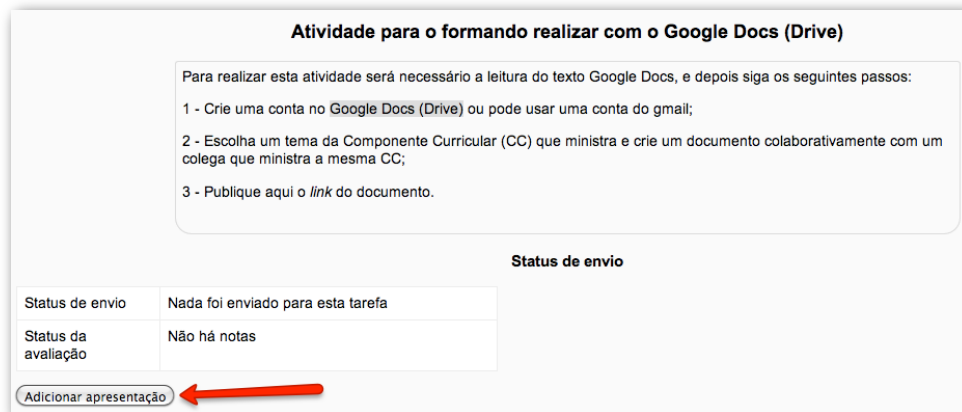 Atividade para o formando realizar com o Google Docs (Drive)
Para realizar esta atividade será necessário a leitura do texto Google Docs, e depois siga os seguintes passos:
1 - Crie uma conta no Google Docs (Drive) ou pode usar uma conta do gmail;
2 - Escolha um tema da Componente Curricular (CC) que ministra e crie um documento colaborativamente com um
colega que ministra a mesma CC;
3 - Publique aqui o link do documento.
Status de envio
Status de envio Nada foi enviado para esta tarefa
Status da Não há notas
avaliação
Adicionar apresentação